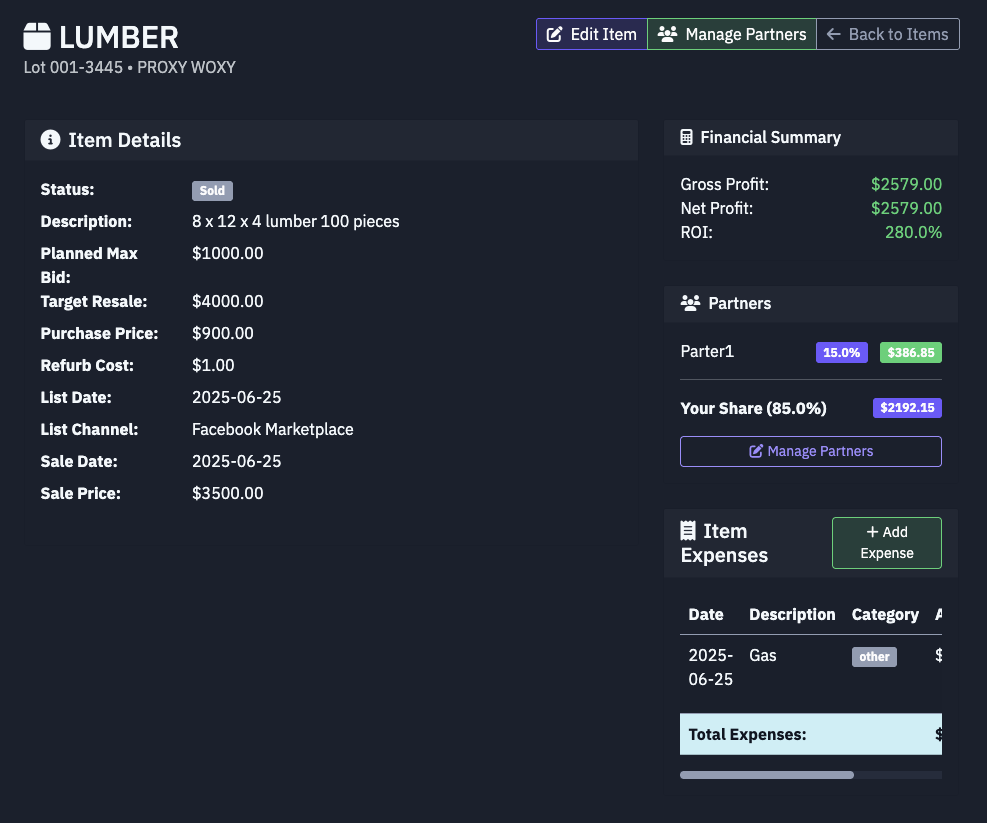 LUMBER
Lot 001-3445 • PROXY WOXY
Edit Item
Manage Partners
← Back to Items
Item Details
Status: Sold
Description: 8 x 12 x 4 lumber 100 pieces
Planned Max Bid: $1000.00
Target Resale: $4000.00
Purchase Price: $900.00
Refurb Cost: $1.00
List Date: 2025-06-25
List Channel: Facebook Marketplace
Sale Date: 2025-06-25
Sale Price: $3500.00
Financial Summary
Gross Profit: $2579.00
Net Profit: $2579.00
ROI: 280.0%
Partners
Parter1 15.0% $386.85
Your Share (85.0%) $2192.15
Manage Partners
Item
Expenses
+ Add
Expense
Date Description Category
2025-06-25 Gas other $
Total Expenses: $